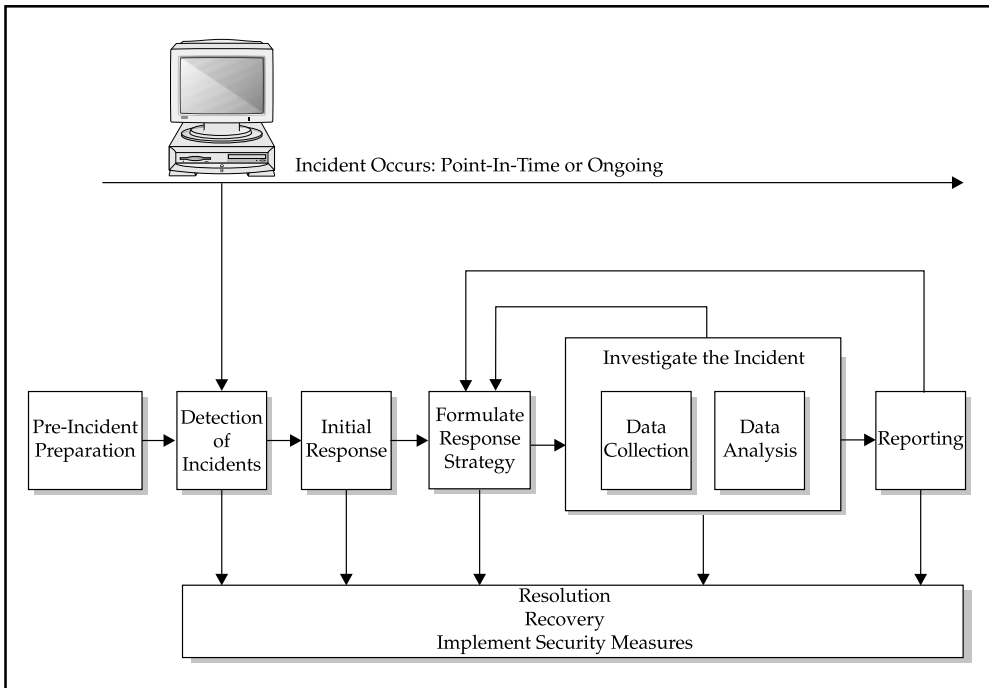 Incident Occurs: Point-In-Time or Ongoing
Investigate the Incident
Pre-Incident
Preparation
Detection
of
Incidents
Initial
Response
Formulate
Response
Strategy
Data
Collection
Data
Analysis
Reporting
Resolution
Recovery
Implement Security Measures